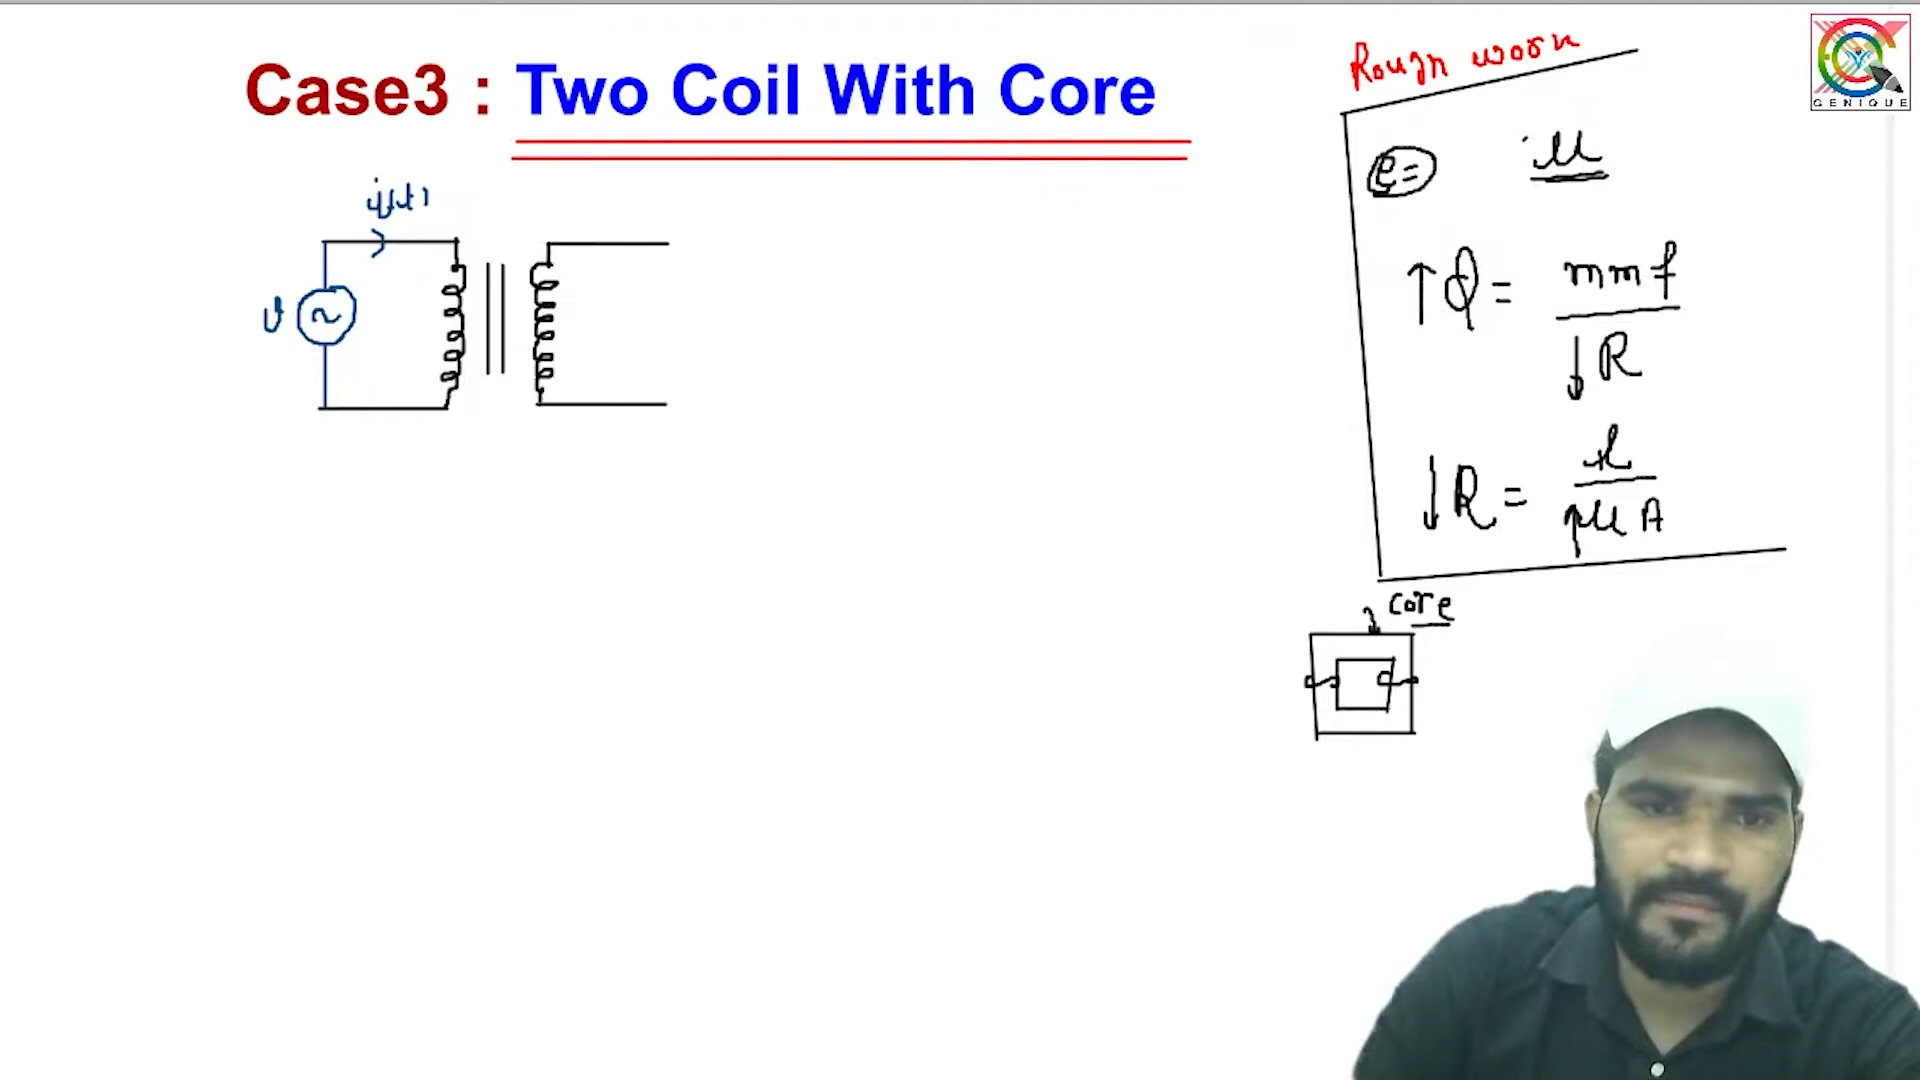 Case3 : Two Coil With Core
Rough work
GENIQUE
e= μ
↑Φ= mmf
↓R
↓R= l
↑μA
i(t)
v
core